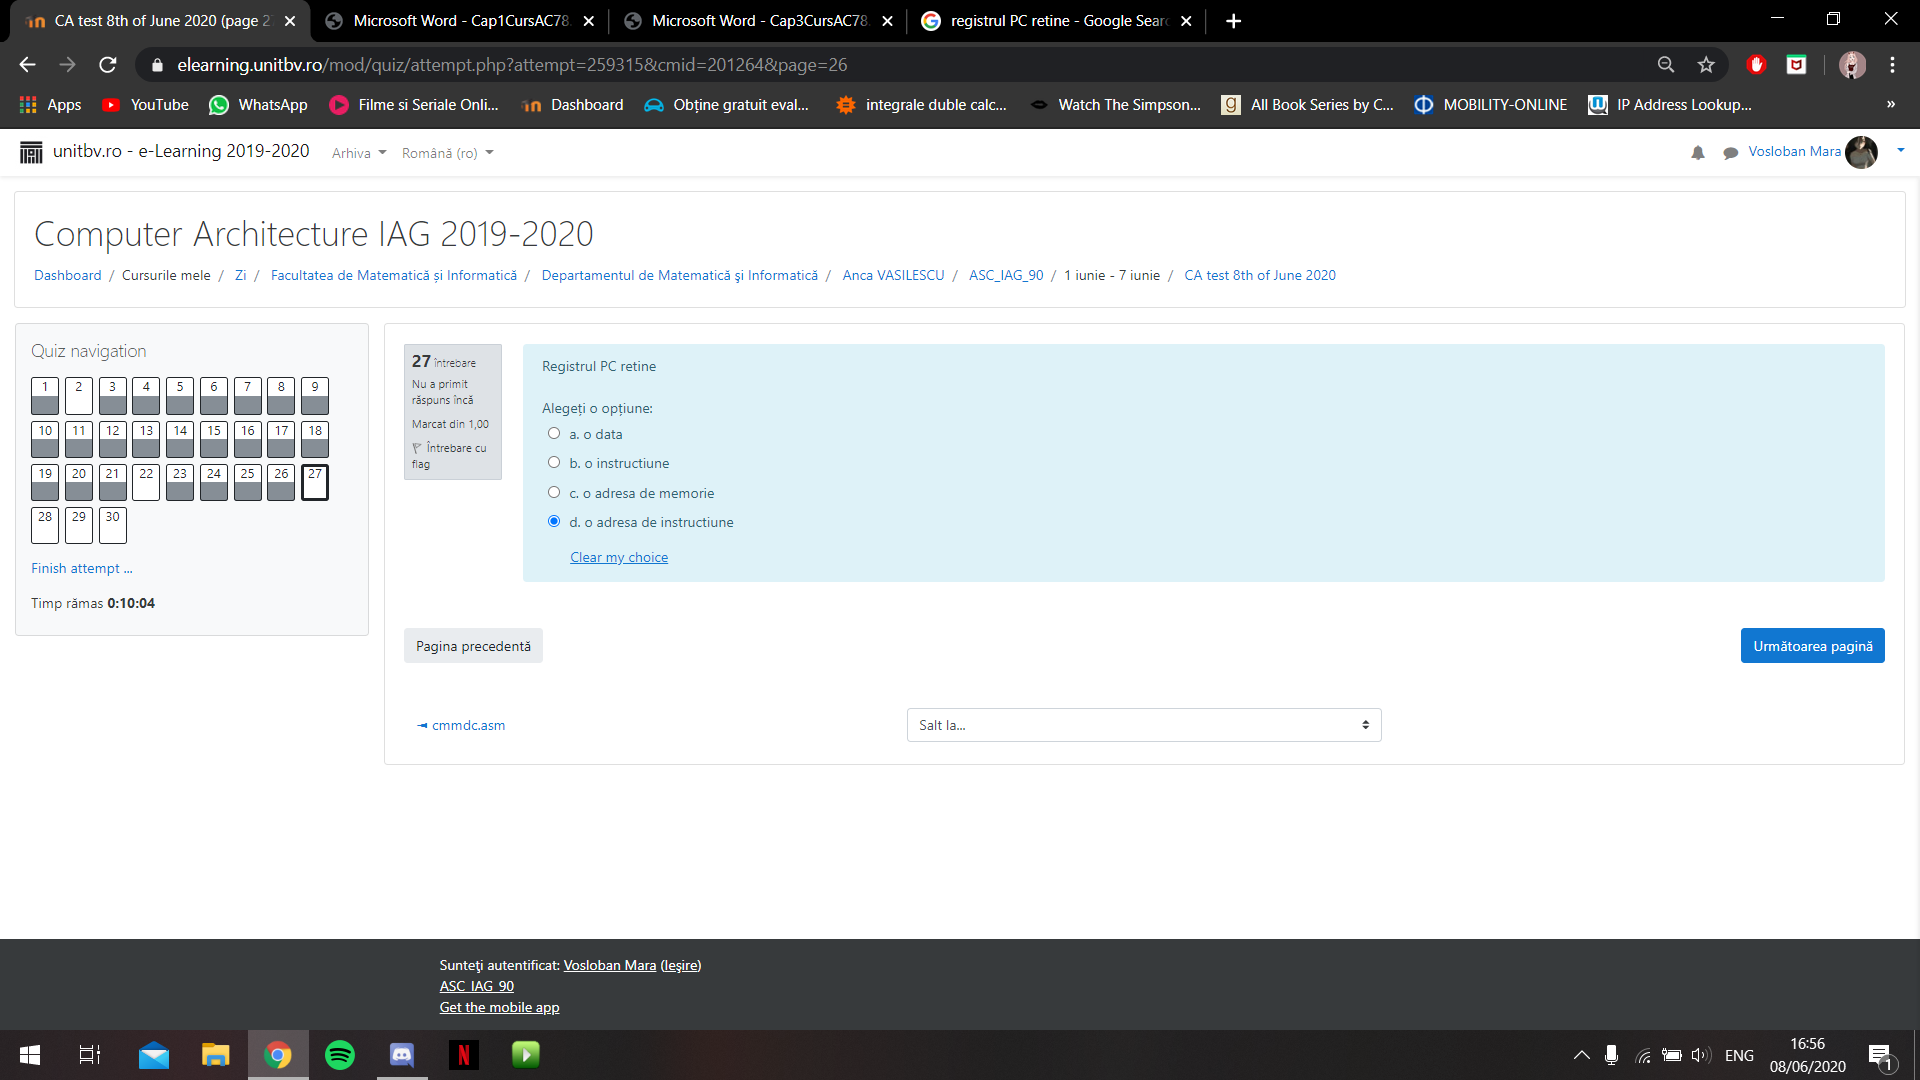 CA test 8th of June 2020 (page 2
Microsoft Word - Cap1CursAC78
Microsoft Word - Cap3CursAC78
registrul PC retine - Google Sear
elearning.unitbv.ro/mod/quiz/attempt.php?attempt=259315&cmid=201264&page=26
Apps
YouTube
WhatsApp
Filme si Seriale Onli...
Dashboard
Obține gratuit eval...
integrale duble calc...
Watch The Simpson...
All Book Series by C...
MOBILITY-ONLINE
IP Address Lookup...
»
unitbv.ro - e-Learning 2019-2020
Arhiva
Română (ro)
Vosloban Mara
Computer Architecture IAG 2019-2020
Dashboard / Cursurile mele / Zi / Facultatea de Matematică și Informatică / Departamentul de Matematică şi Informatică / Anca VASILESCU / ASC_IAG_90 / 1 iunie - 7 iunie / CA test 8th of June 2020
Quiz navigation
1 2 3 4 5 6 7 8 9
10 11 12 13 14 15 16 17 18
19 20 21 22 23 24 25 26 27
28 29 30
Finish attempt ...
Timp rămas 0:10:04
27 întrebare
Nu a primit
răspuns încă
Marcat din 1,00
Întrebare cu
flag
Registrul PC retine
Alegeți o opțiune:
a. o data
b. o instructiune
c. o adresa de memorie
d. o adresa de instructiune
Clear my choice
Pagina precedentă
Următoarea pagină
◄ cmmdc.asm
Salt la...
Sunteţi autentificat: Vosloban Mara (Ieşire)
ASC_IAG_90
Get the mobile app
ENG
16:56
08/06/2020
1